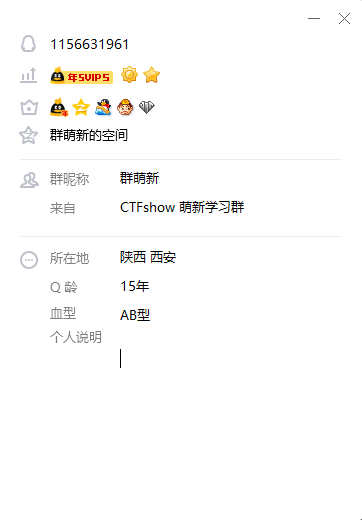 1156631961
年SVIP5
群萌新的空间
群昵称 群萌新
来自 CTFshow 萌新学习群
所在地 陕西 西安
Q 龄 15年
血型 AB型
个人说明